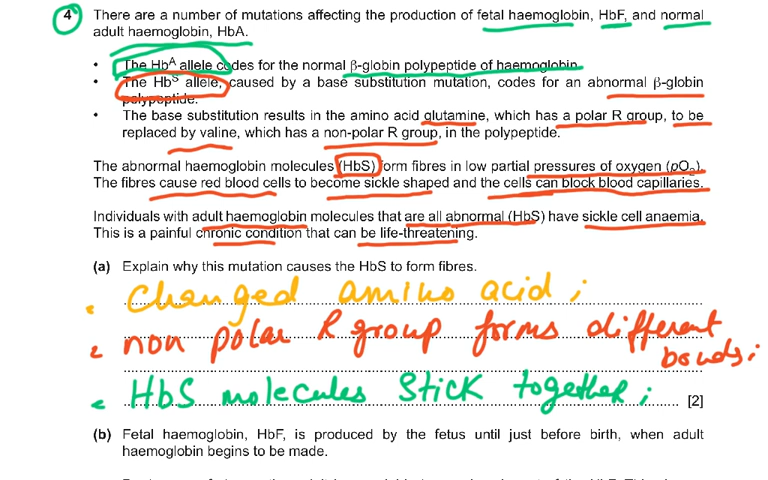 4 There are a number of mutations affecting the production of fetal haemoglobin, HbF, and normal
adult haemoglobin, HbA.
• The Hbᴬ allele codes for the normal β-globin polypeptide of haemoglobin.
• The Hbˢ allele, caused by a base substitution mutation, codes for an abnormal β-globin
polypeptide.
• The base substitution results in the amino acid glutamine, which has a polar R group, to be
replaced by valine, which has a non-polar R group, in the polypeptide.
The abnormal haemoglobin molecules (HbS) form fibres in low partial pressures of oxygen (pO₂).
The fibres cause red blood cells to become sickle shaped and the cells can block blood capillaries.
Individuals with adult haemoglobin molecules that are all abnormal (HbS) have sickle cell anaemia.
This is a painful chronic condition that can be life-threatening.
(a) Explain why this mutation causes the HbS to form fibres.
changed amino acid ;
non polar R group forms different
bonds ;
HbS molecules stick together ; [2]
(b) Fetal haemoglobin, HbF, is produced by the fetus until just before birth, when adult
haemoglobin begins to be made.